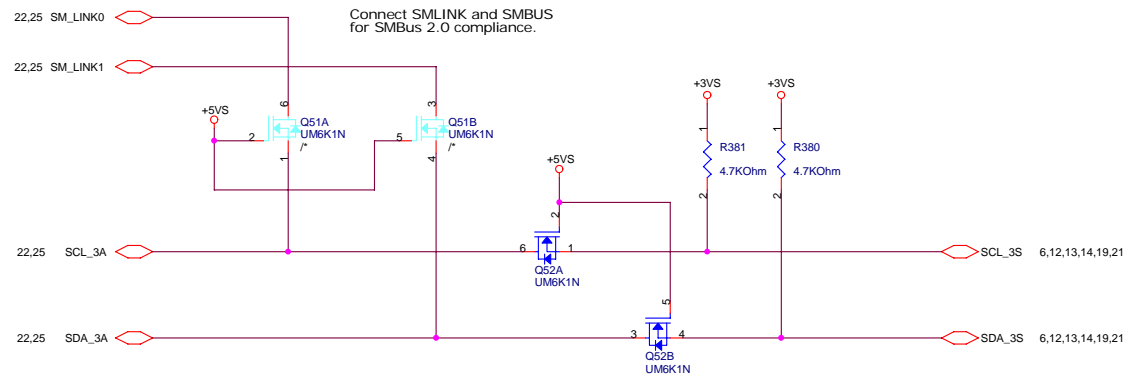 Connect SMLINK and SMBUS
for SMBus 2.0 compliance.
22,25 SM_LINK0
22,25 SM_LINK1
+5VS
6
Q51A
UM6K1N
/*
2
1
3
Q51B
UM6K1N
/*
5
4
+3VS
+3VS
1
R381
4.7KOhm
2
1
R380
4.7KOhm
2
+5VS
2
22,25 SCL_3A
6
1
Q52A
UM6K1N
SCL_3S 6,12,13,14,19,21
5
22,25 SDA_3A
3
4
Q52B
UM6K1N
SDA_3S 6,12,13,14,19,21